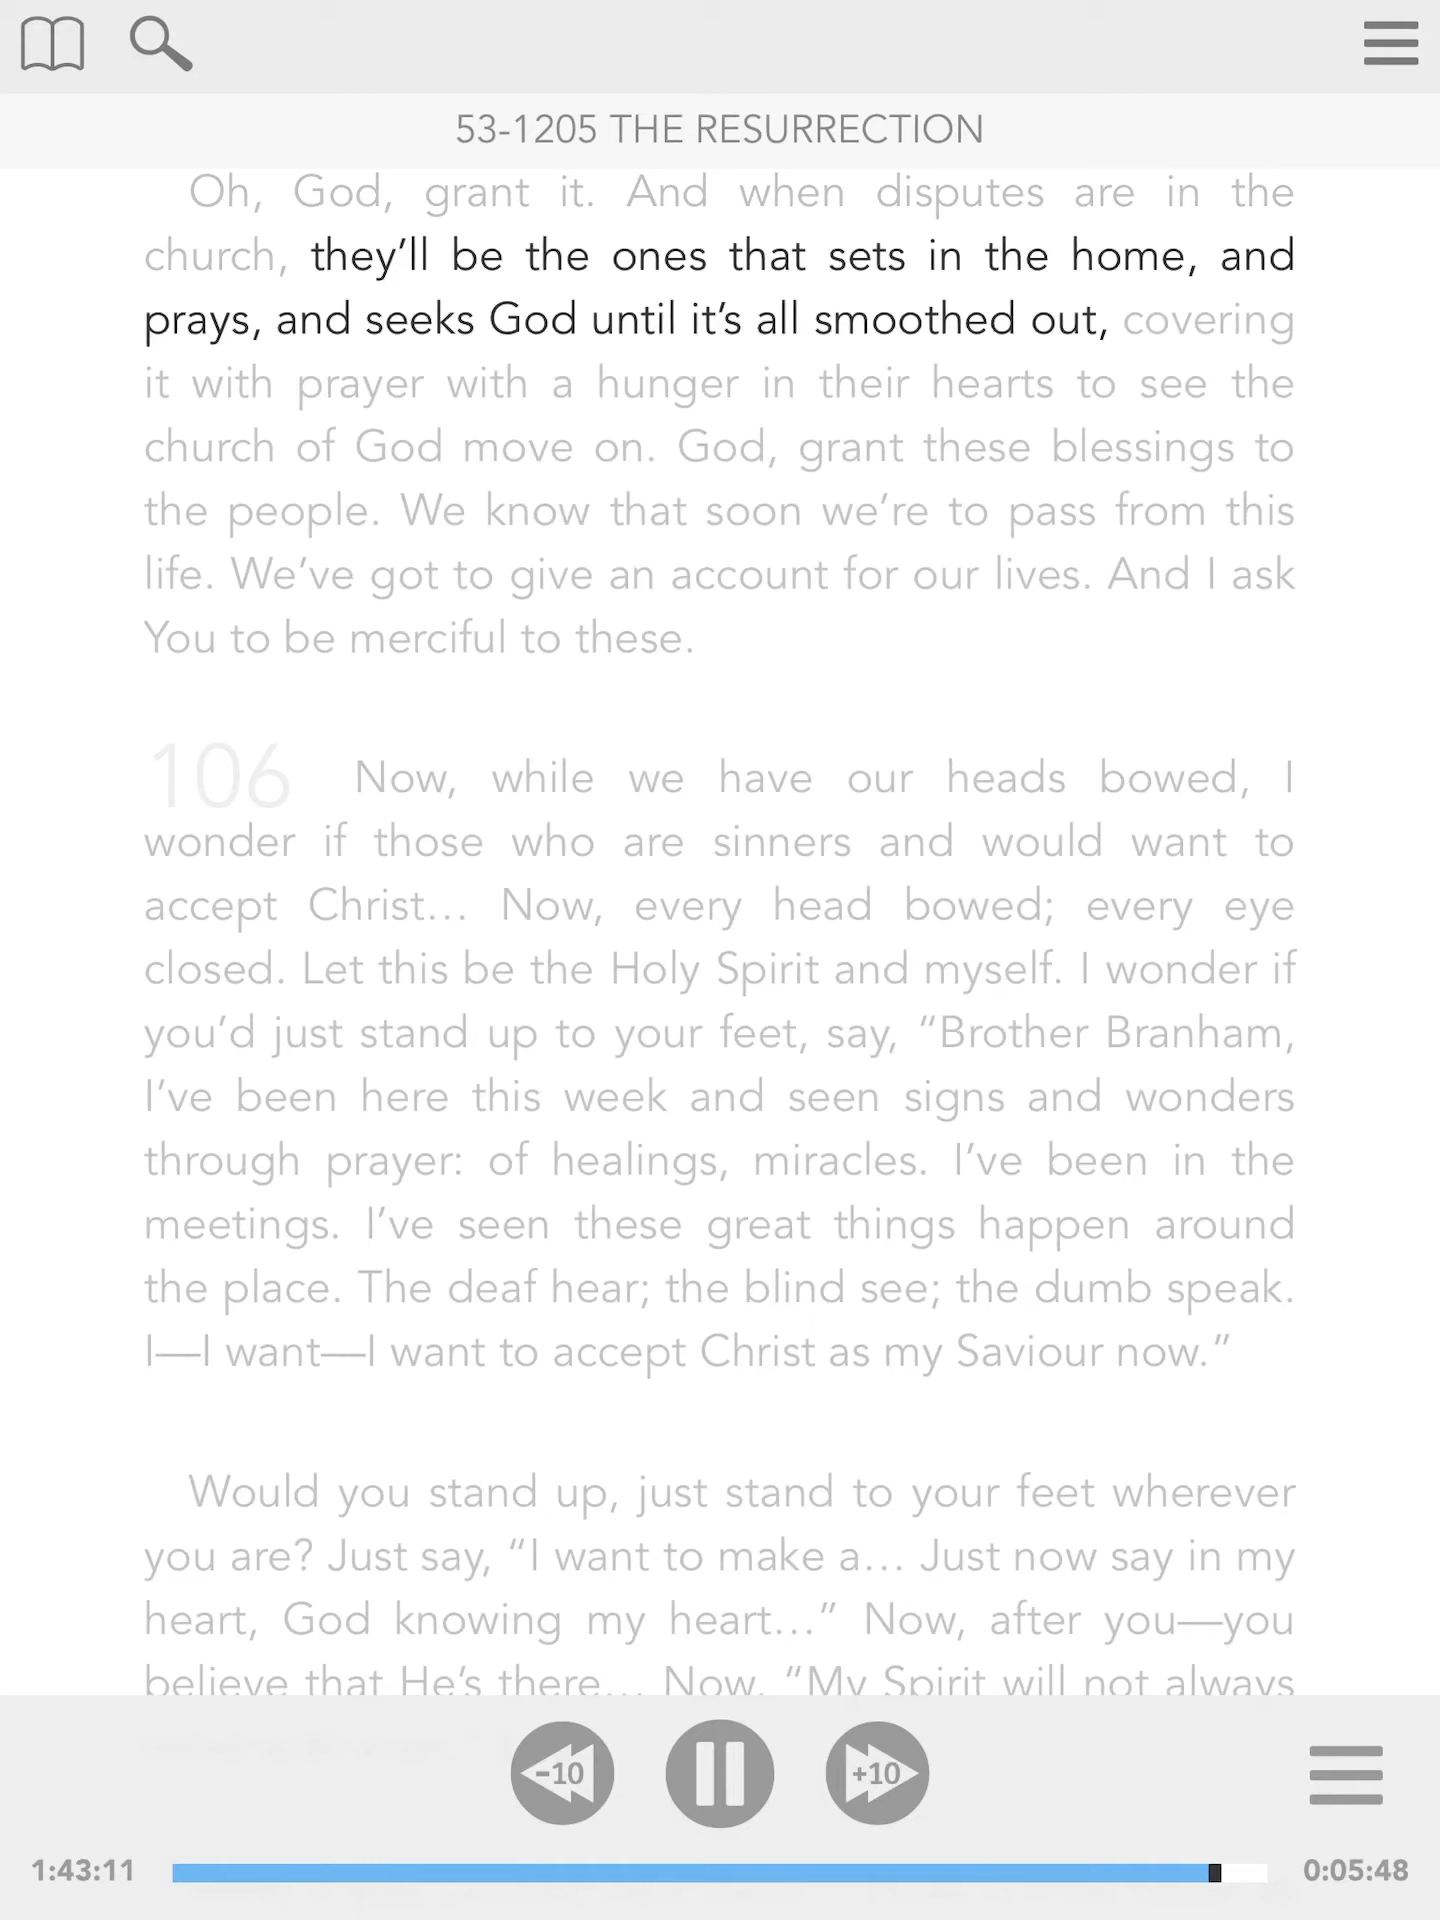 53-1205 THE RESURRECTION
Oh, God, grant it. And when disputes are in the
church, they’ll be the ones that sets in the home, and
prays, and seeks God until it’s all smoothed out, covering
it with prayer with a hunger in their hearts to see the
church of God move on. God, grant these blessings to
the people. We know that soon we’re to pass from this
life. We’ve got to give an account for our lives. And I ask
You to be merciful to these.
106 Now, while we have our heads bowed, I
wonder if those who are sinners and would want to
accept Christ… Now, every head bowed; every eye
closed. Let this be the Holy Spirit and myself. I wonder if
you’d just stand up to your feet, say, “Brother Branham,
I’ve been here this week and seen signs and wonders
through prayer: of healings, miracles. I’ve been in the
meetings. I’ve seen these great things happen around
the place. The deaf hear; the blind see; the dumb speak.
I—I want—I want to accept Christ as my Saviour now.”
Would you stand up, just stand to your feet wherever
you are? Just say, “I want to make a… Just now say in my
heart, God knowing my heart…” Now, after you—you
believe that He’s there… Now, “My Spirit will not always
-10 +10
1:43:11 0:05:48